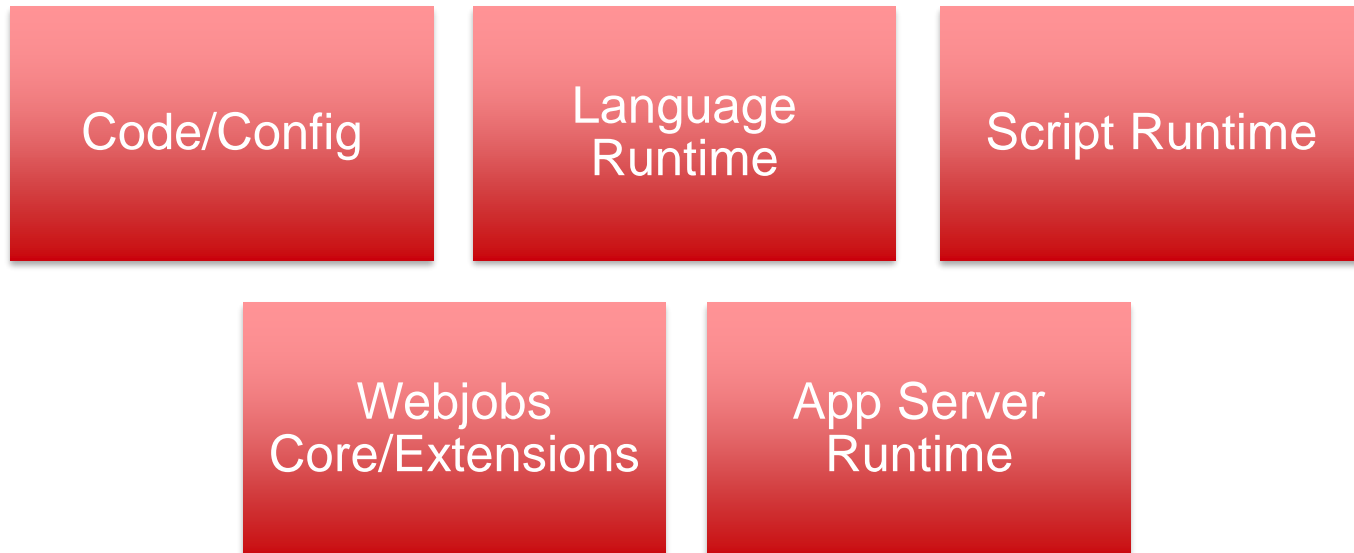 Code/Config
Language
Runtime
Script Runtime
Webjobs
Core/Extensions
App Server
Runtime